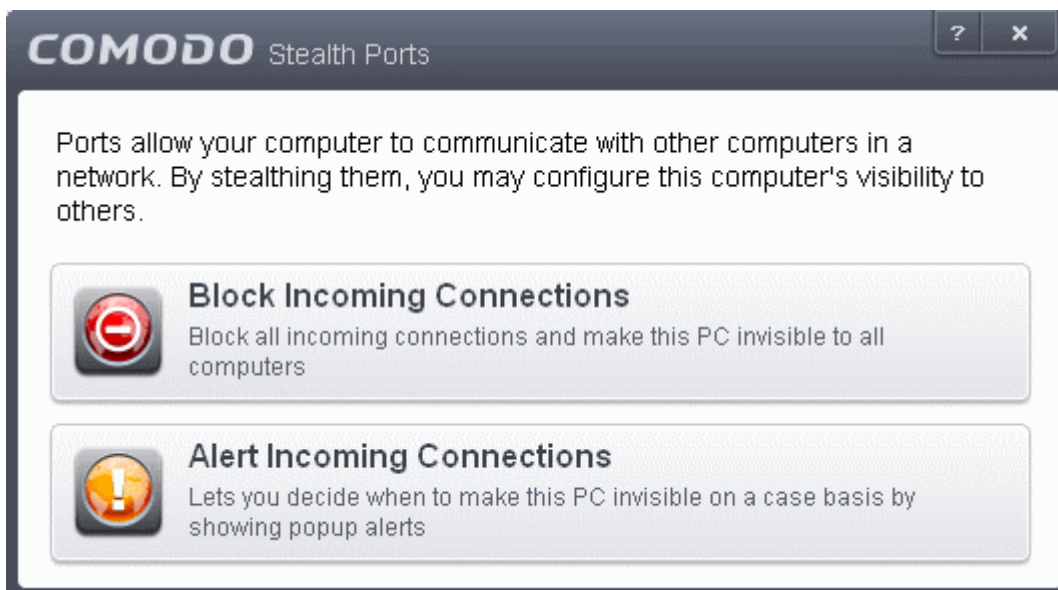 COMODO Stealth Ports
? x
Ports allow your computer to communicate with other computers in a
network. By stealthing them, you may configure this computer's visibility to
others.
Block Incoming Connections
Block all incoming connections and make this PC invisible to all
computers
Alert Incoming Connections
Lets you decide when to make this PC invisible on a case basis by
showing popup alerts